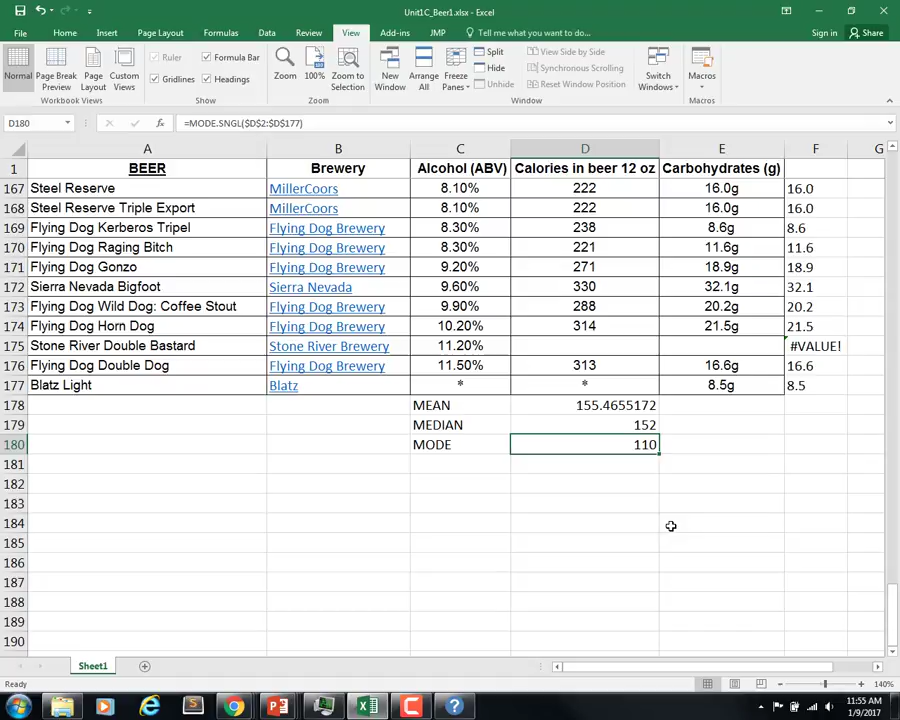 Unit1C_Beer1.xlsx - Excel
File Home Insert Page Layout Formulas Data Review View Add-ins JMP Tell me what you want to do... Sign in Share
Normal Page Break Preview Page Layout Custom Views Ruler Formula Bar Gridlines Headings Zoom 100% Zoom to Selection New Window Arrange All Freeze Panes Split Hide Unhide View Side by Side Synchronous Scrolling Reset Window Position Switch Windows Macros
Workbook Views Show Zoom Window Macros
D180 fx =MODE.SNGL($D$2:$D$177)
A B C D E F G
1 BEER Brewery Alcohol (ABV) Calories in beer 12 oz Carbohydrates (g)
167 Steel Reserve MillerCoors 8.10% 222 16.0g 16.0
168 Steel Reserve Triple Export MillerCoors 8.10% 222 16.0g 16.0
169 Flying Dog Kerberos Tripel Flying Dog Brewery 8.30% 238 8.6g 8.6
170 Flying Dog Raging Bitch Flying Dog Brewery 8.30% 221 11.6g 11.6
171 Flying Dog Gonzo Flying Dog Brewery 9.20% 271 18.9g 18.9
172 Sierra Nevada Bigfoot Sierra Nevada 9.60% 330 32.1g 32.1
173 Flying Dog Wild Dog: Coffee Stout Flying Dog Brewery 9.90% 288 20.2g 20.2
174 Flying Dog Horn Dog Flying Dog Brewery 10.20% 314 21.5g 21.5
175 Stone River Double Bastard Stone River Brewery 11.20% #VALUE!
176 Flying Dog Double Dog Flying Dog Brewery 11.50% 313 16.6g 16.6
177 Blatz Light Blatz * * 8.5g 8.5
178 MEAN 155.4655172
179 MEDIAN 152
180 MODE 110
181
182
183
184
185
186
187
188
189
190
Sheet1
Ready 140%
11:55 AM
1/9/2017